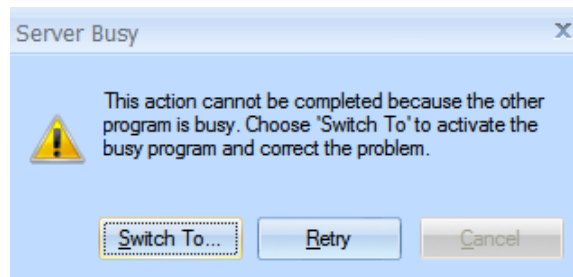 Server Busy
This action cannot be completed because the other
program is busy. Choose 'Switch To' to activate the
busy program and correct the problem.
Switch To...
Retry
Cancel